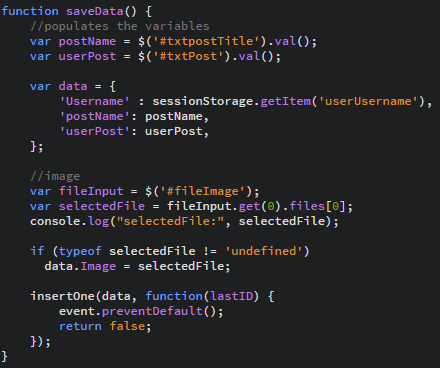 function saveData() {
    //populates the variables
    var postName = $('#txtpostTitle').val();
    var userPost = $('#txtPost').val();

    var data = {
        'Username' : sessionStorage.getItem('userUsername'),
        'postName': postName,
        'userPost': userPost,
    };

    //image
    var fileInput = $('#fileImage');
    var selectedFile = fileInput.get(0).files[0];
    console.log("selectedFile:", selectedFile);

    if (typeof selectedFile != 'undefined')
      data.Image = selectedFile;

    insertOne(data, function(lastID) {
        event.preventDefault();
        return false;
    });
}